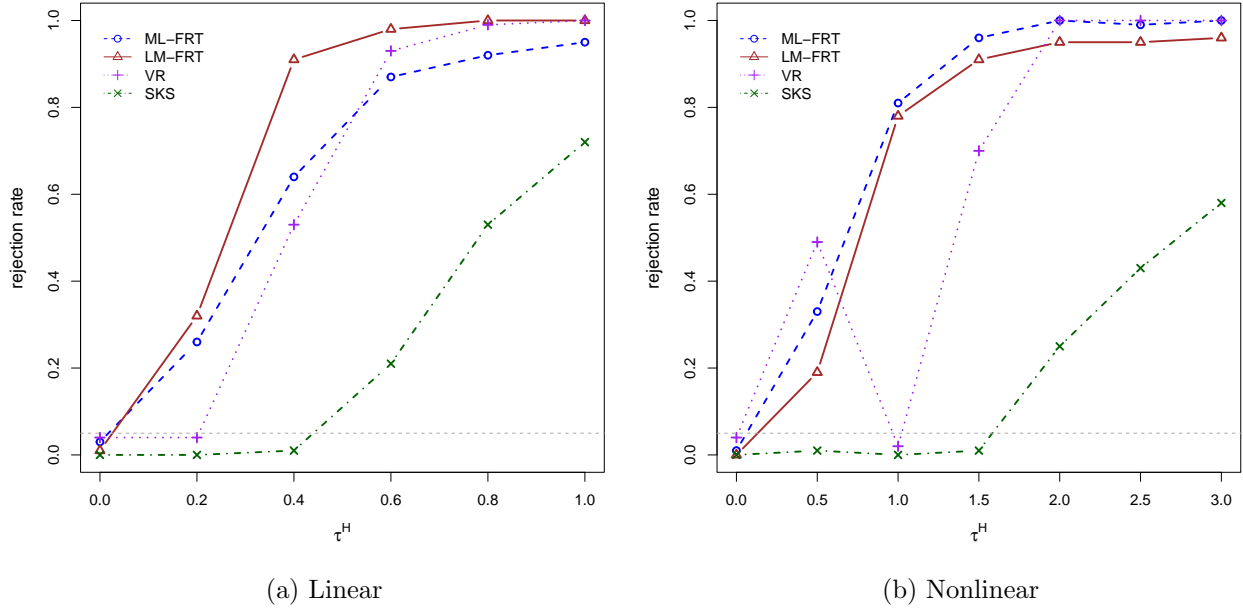 ML−FRT
LM−FRT
VR
SKS
rejection rate
0.0
0.2
0.4
0.6
0.8
1.0
0.0 0.2 0.4 0.6 0.8 1.0
τ^H
(a) Linear
ML−FRT
LM−FRT
VR
SKS
rejection rate
0.0
0.2
0.4
0.6
0.8
1.0
0.0 0.5 1.0 1.5 2.0 2.5 3.0
τ^H
(b) Nonlinear